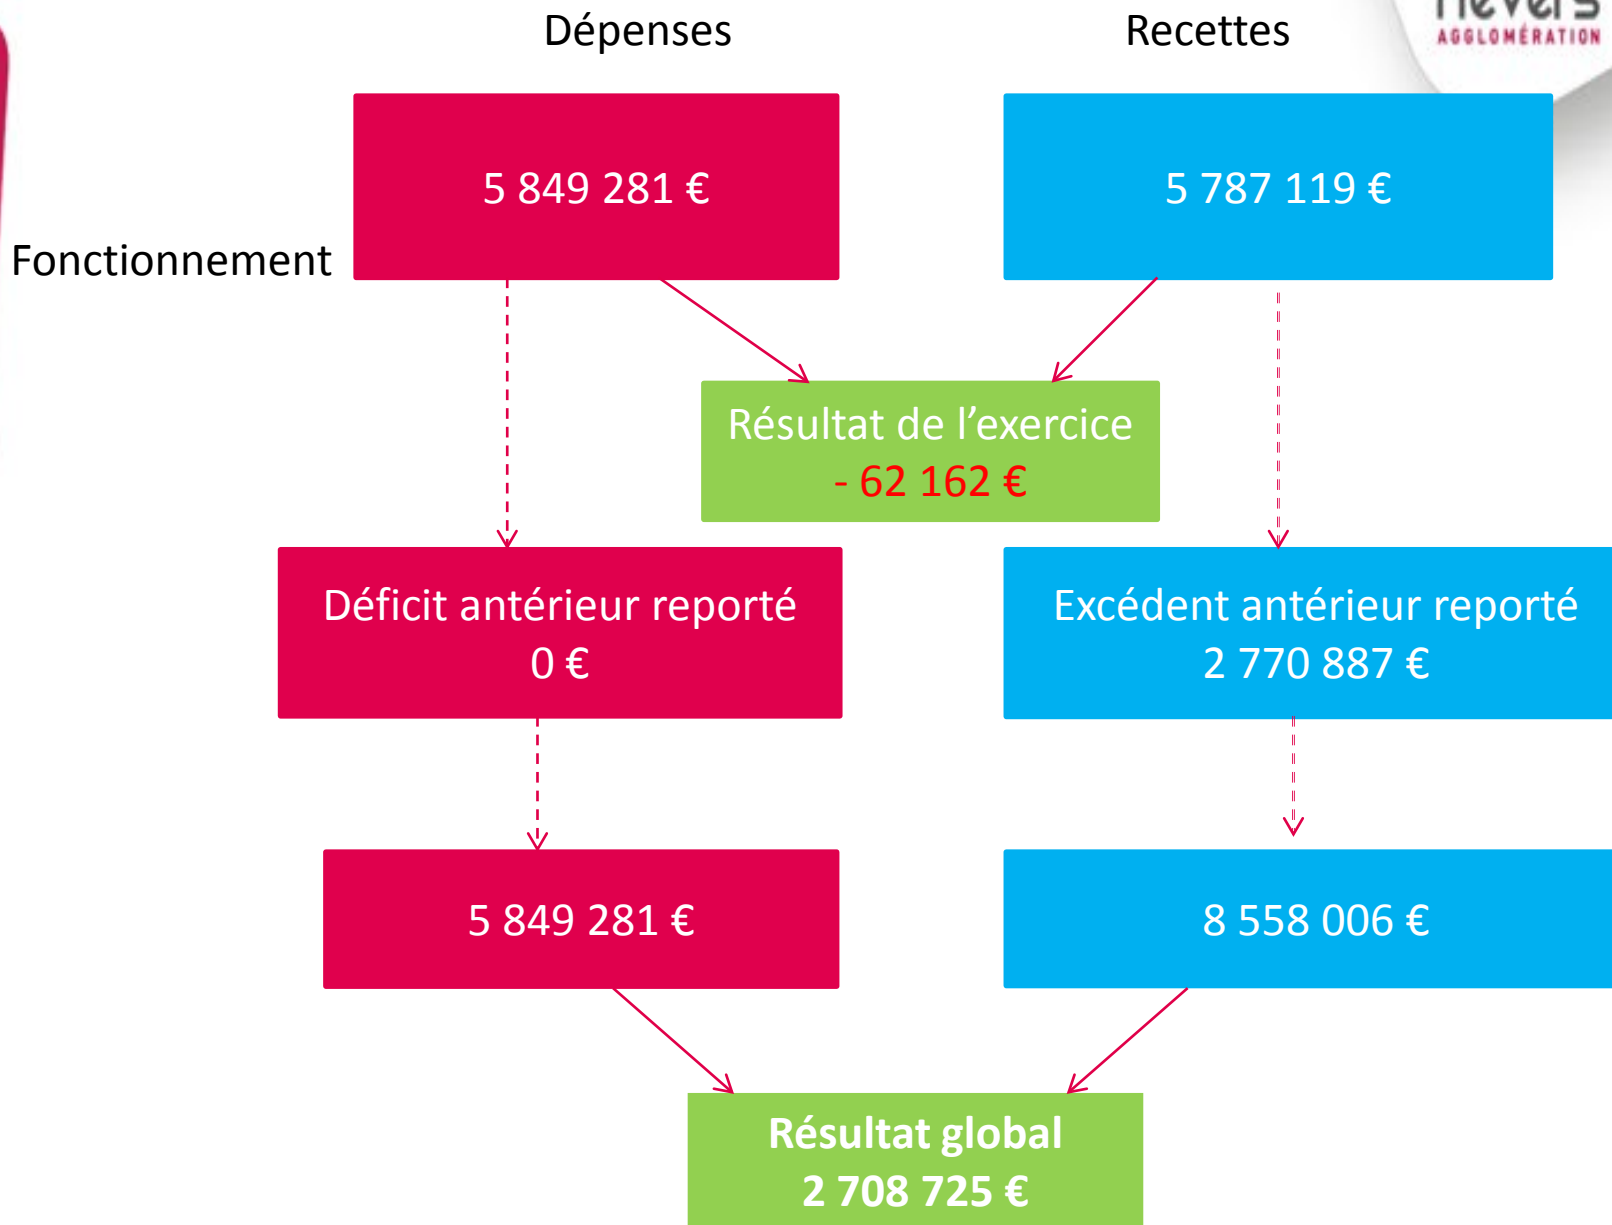 nevers
AGGLOMÉRATION
Dépenses
Recettes
5 849 281 €
5 787 119 €
Fonctionnement
Résultat de l’exercice
- 62 162 €
Déficit antérieur reporté
0 €
Excédent antérieur reporté
2 770 887 €
5 849 281 €
8 558 006 €
Résultat global
2 708 725 €